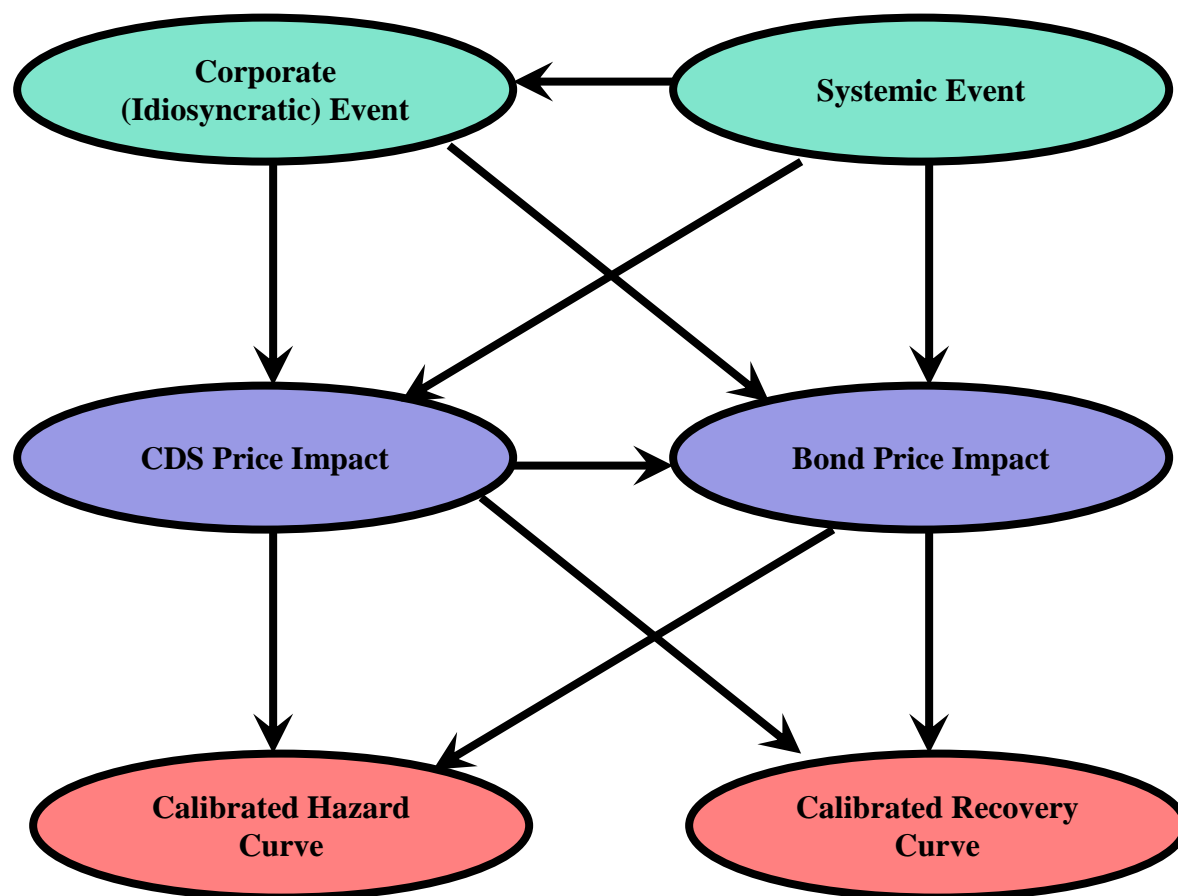 Corporate
(Idiosyncratic) Event
Systemic Event
CDS Price Impact
Bond Price Impact
Calibrated Hazard
Curve
Calibrated Recovery
Curve